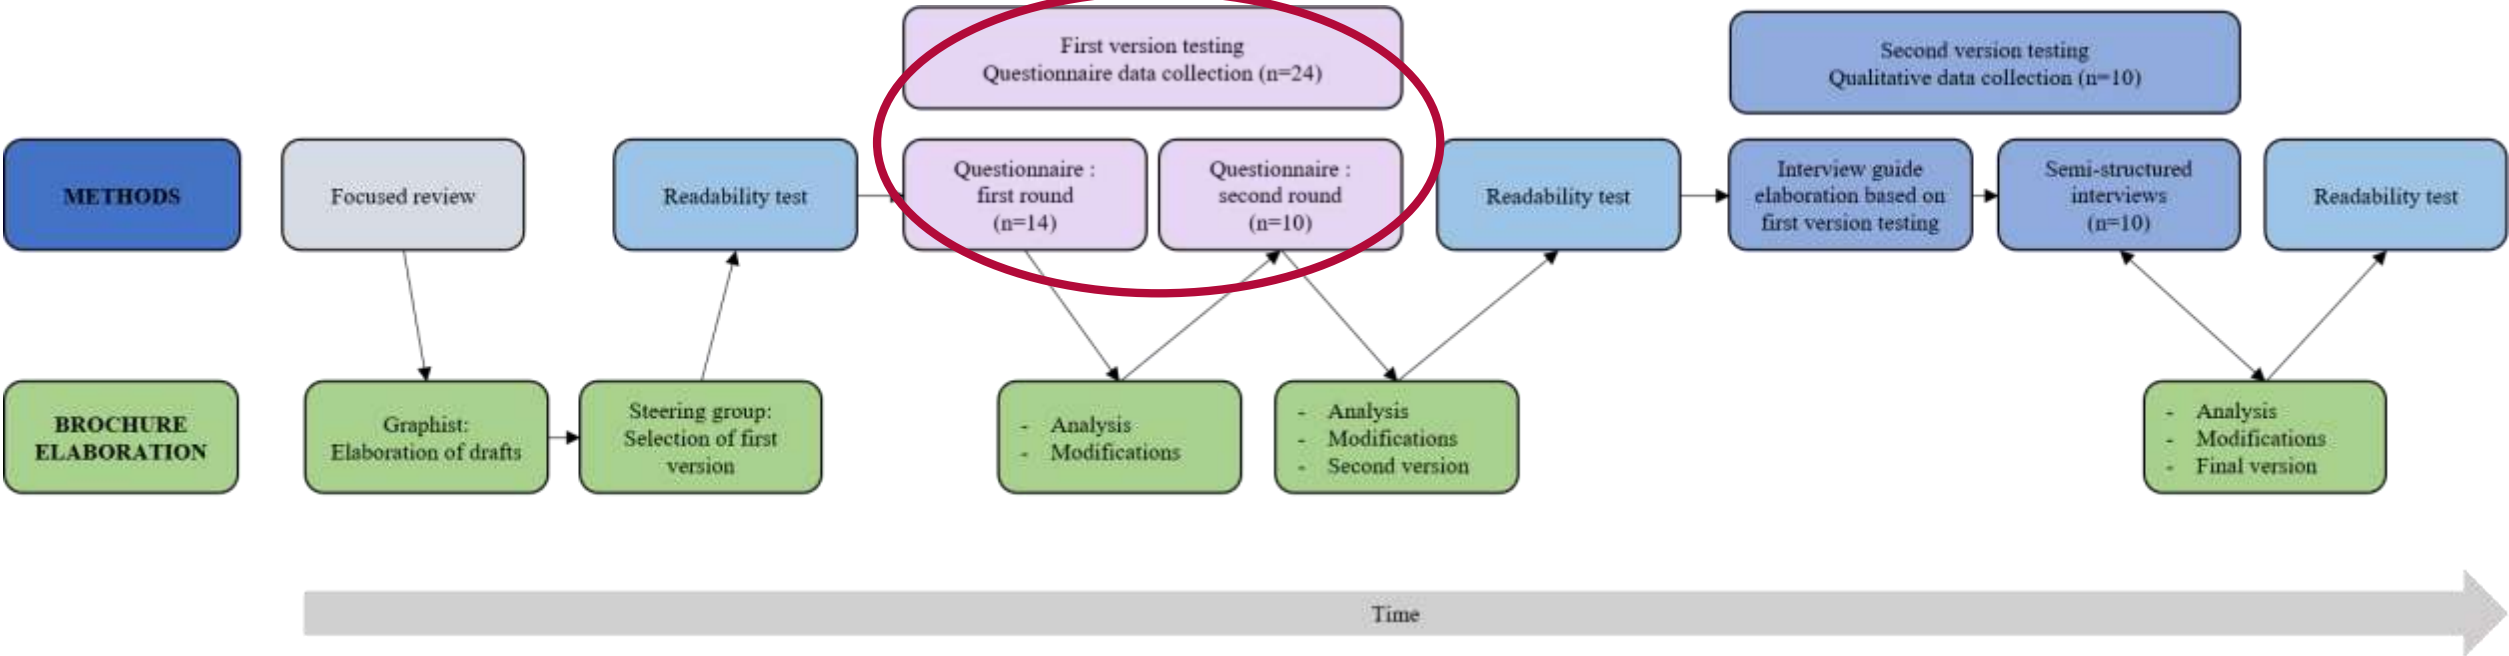 First version testing
Questionnaire data collection (n=24)
Second version testing
Qualitative data collection (n=10)
METHODS
Focused review
Readability test
Questionnaire :
first round
(n=14)
Questionnaire :
second round
(n=10)
Readability test
Interview guide
elaboration based on
first version testing
Semi-structured
interviews
(n=10)
Readability test
BROCHURE
ELABORATION
Graphist:
Elaboration of drafts
Steering group:
Selection of first
version
- Analysis
- Modifications
- Analysis
- Modifications
- Second version
- Analysis
- Modifications
- Final version
Time